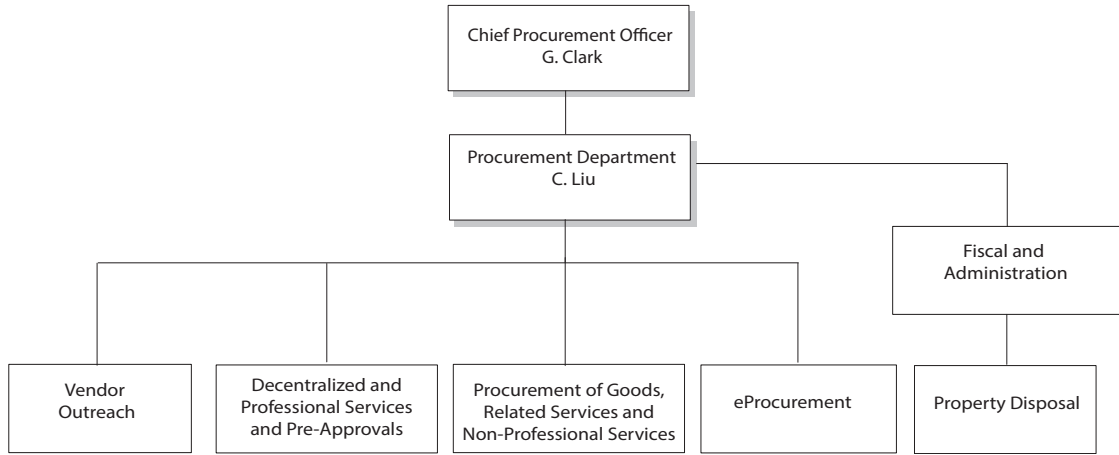 Chief Procurement Officer
G. Clark
Procurement Department
C. Liu
Fiscal and
Administration
Vendor
Outreach
Decentralized and
Professional Services
and Pre-Approvals
Procurement of Goods,
Related Services and
Non-Professional Services
eProcurement
Property Disposal